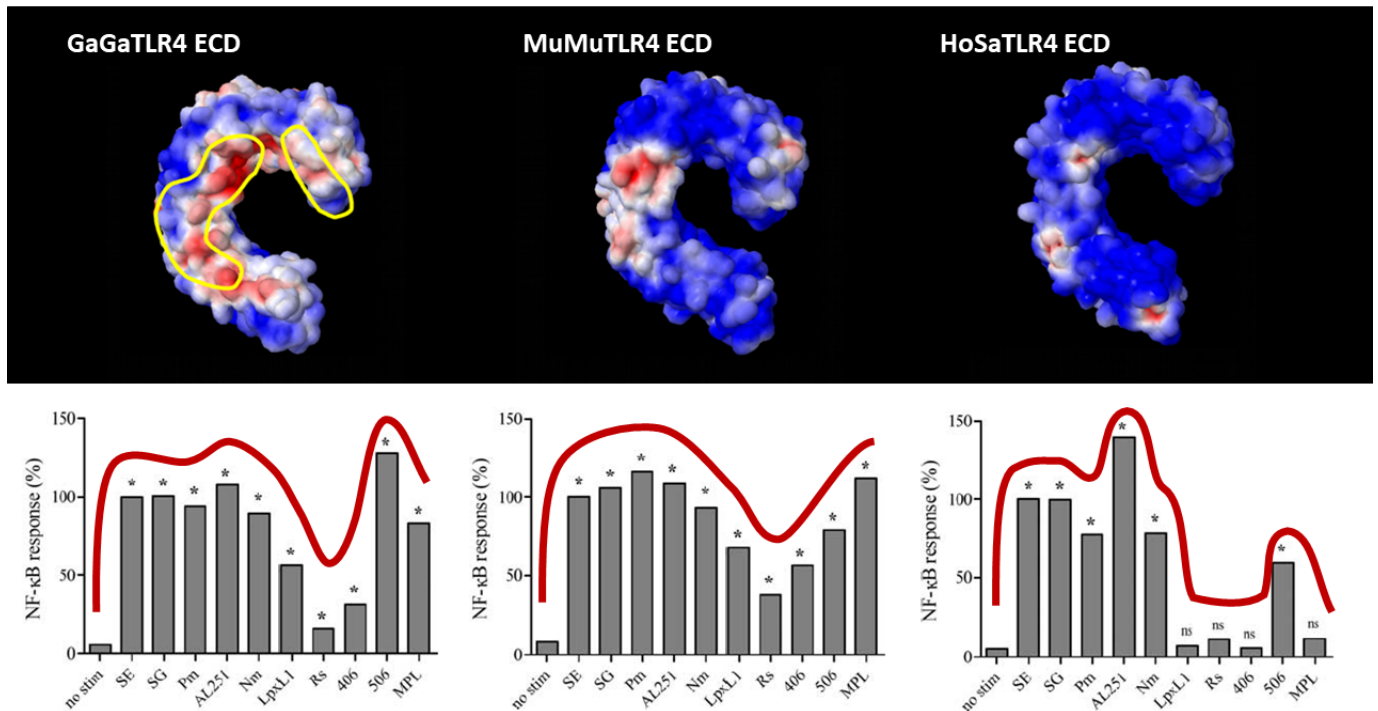 GaGaTLR4 ECD
MuMuTLR4 ECD
HoSaTLR4 ECD
NF-κB response (%)
150
100
50
0
* * * * * * * * * *
no stim SE SG Pm AL251 Nm LpxL1 Rs 406 506 MPL
NF-κB response (%)
150
100
50
0
* * * * * * * * * *
no stim SE SG Pm AL251 Nm LpxL1 Rs 406 506 MPL
NF-κB response (%)
150
100
50
0
* * * * * ns ns ns * ns
no stim SE SG Pm AL251 Nm LpxL1 Rs 406 506 MPL